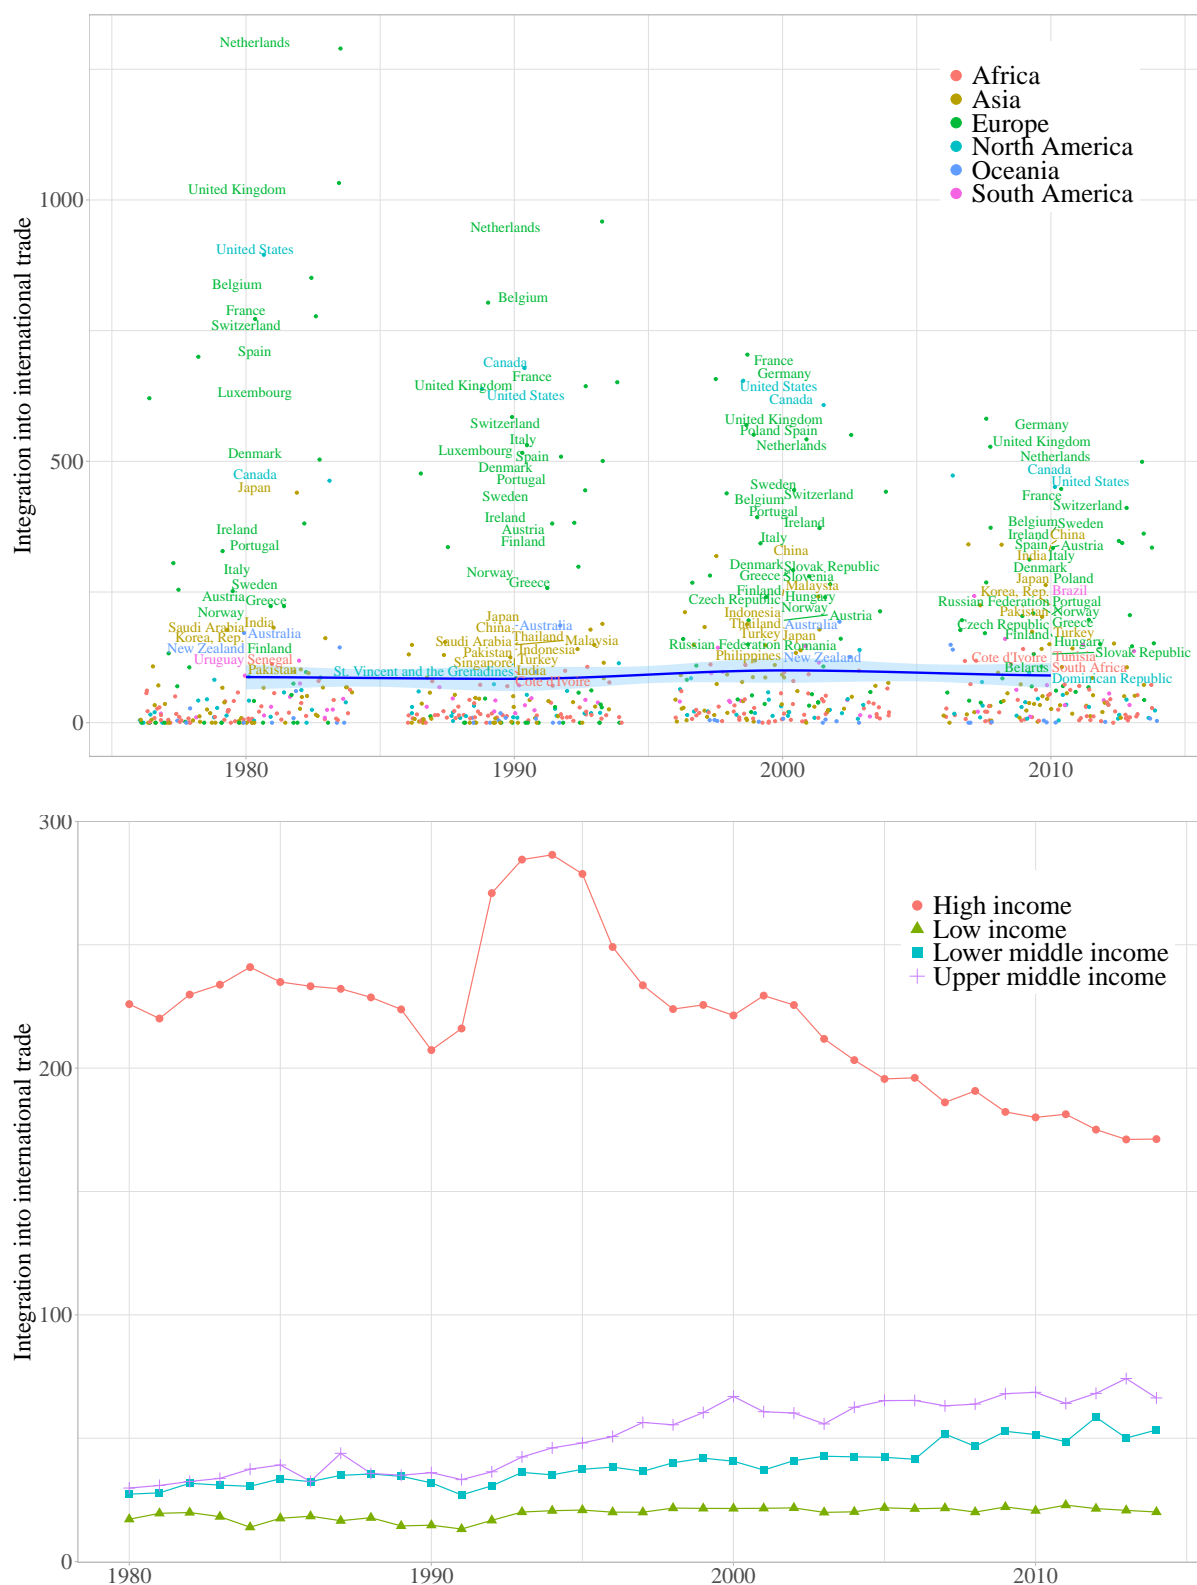 Integration into international trade
1000
500
0
1980
1990
2000
2010
Africa
Asia
Europe
North America
Oceania
South America
Netherlands
United Kingdom
United States
Belgium
France
Switzerland
Spain
Luxembourg
Denmark
Canada
Japan
Ireland
Portugal
Italy
Sweden
Austria
Greece
Norway
Saudi Arabia
India
Korea, Rep.
Australia
New Zealand
Finland
Uruguay
Senegal
Pakistan
Netherlands
Belgium
Canada
France
United Kingdom
United States
Switzerland
Italy
Luxembourg
Spain
Denmark
Portugal
Sweden
Ireland
Austria
Finland
Norway
Greece
Japan
China
Australia
Thailand
Saudi Arabia
Malaysia
Pakistan
Indonesia
Singapore
Turkey
St. Vincent and the Grenadines
India
Cote d'Ivoire
France
Germany
United States
Canada
United Kingdom
Poland
Spain
Netherlands
Sweden
Switzerland
Belgium
Portugal
Ireland
Italy
China
Denmark
Slovak Republic
Greece
Slovenia
Finland
Malaysia
Czech Republic
Hungary
Indonesia
Norway
Austria
Thailand
Australia
Turkey
Japan
Russian Federation
Romania
Philippines
New Zealand
Germany
United Kingdom
Netherlands
Canada
United States
France
Switzerland
Belgium
Sweden
Ireland
China
Spain
Austria
India
Italy
Denmark
Japan
Poland
Korea, Rep.
Brazil
Russian Federation
Portugal
Pakistan
Norway
Czech Republic
Greece
Finland
Turkey
Hungary
Slovak Republic
Cote d'Ivoire
Tunisia
Belarus
South Africa
Dominican Republic
Integration into international trade
300
200
100
0
1980
1990
2000
2010
High income
Low income
Lower middle income
Upper middle income